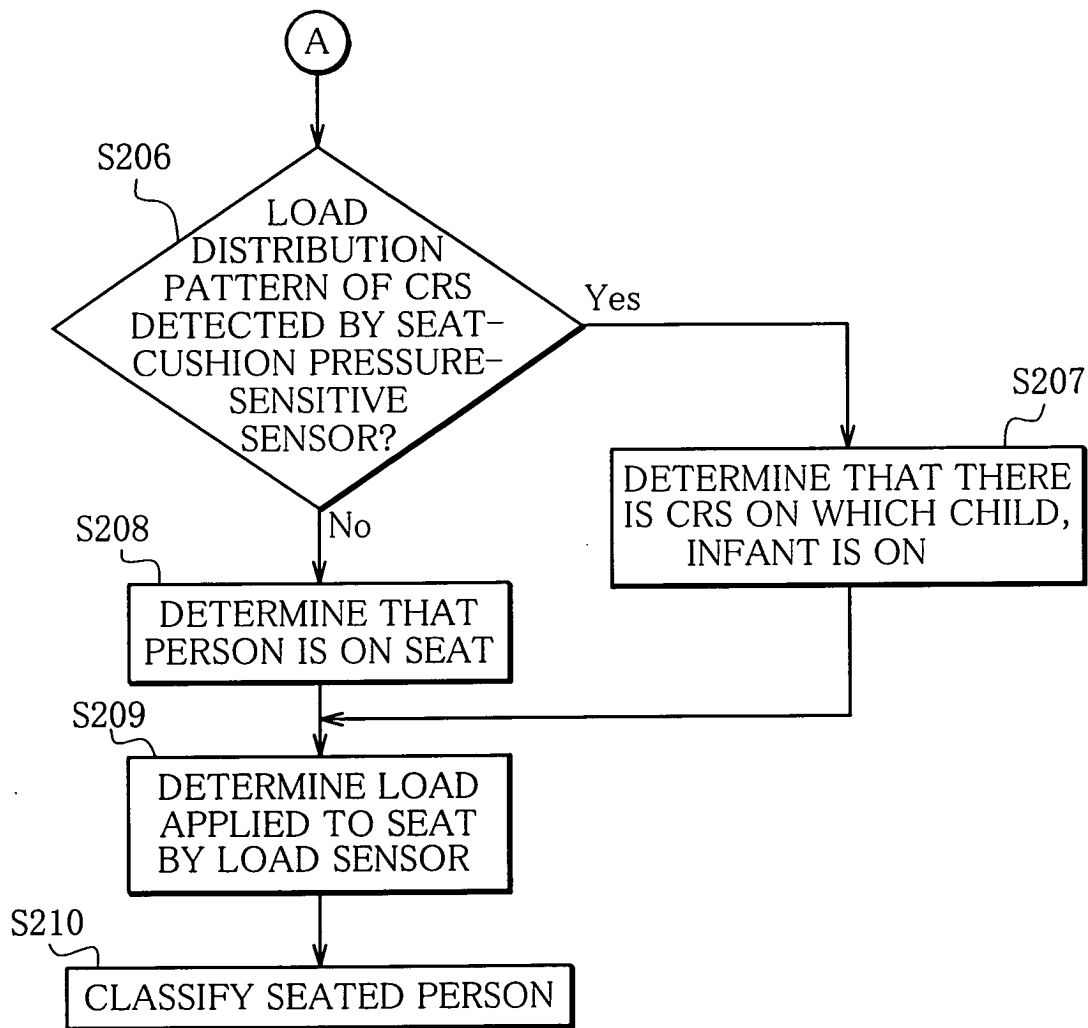 A
S206
LOAD
DISTRIBUTION
PATTERN OF CRS
DETECTED BY SEAT-
CUSHION PRESSURE-
SENSITIVE
SENSOR?
Yes
S207
DETERMINE THAT THERE
IS CRS ON WHICH CHILD,
INFANT IS ON
No
S208
DETERMINE THAT
PERSON IS ON SEAT
S209
DETERMINE LOAD
APPLIED TO SEAT
BY LOAD SENSOR
S210
CLASSIFY SEATED PERSON